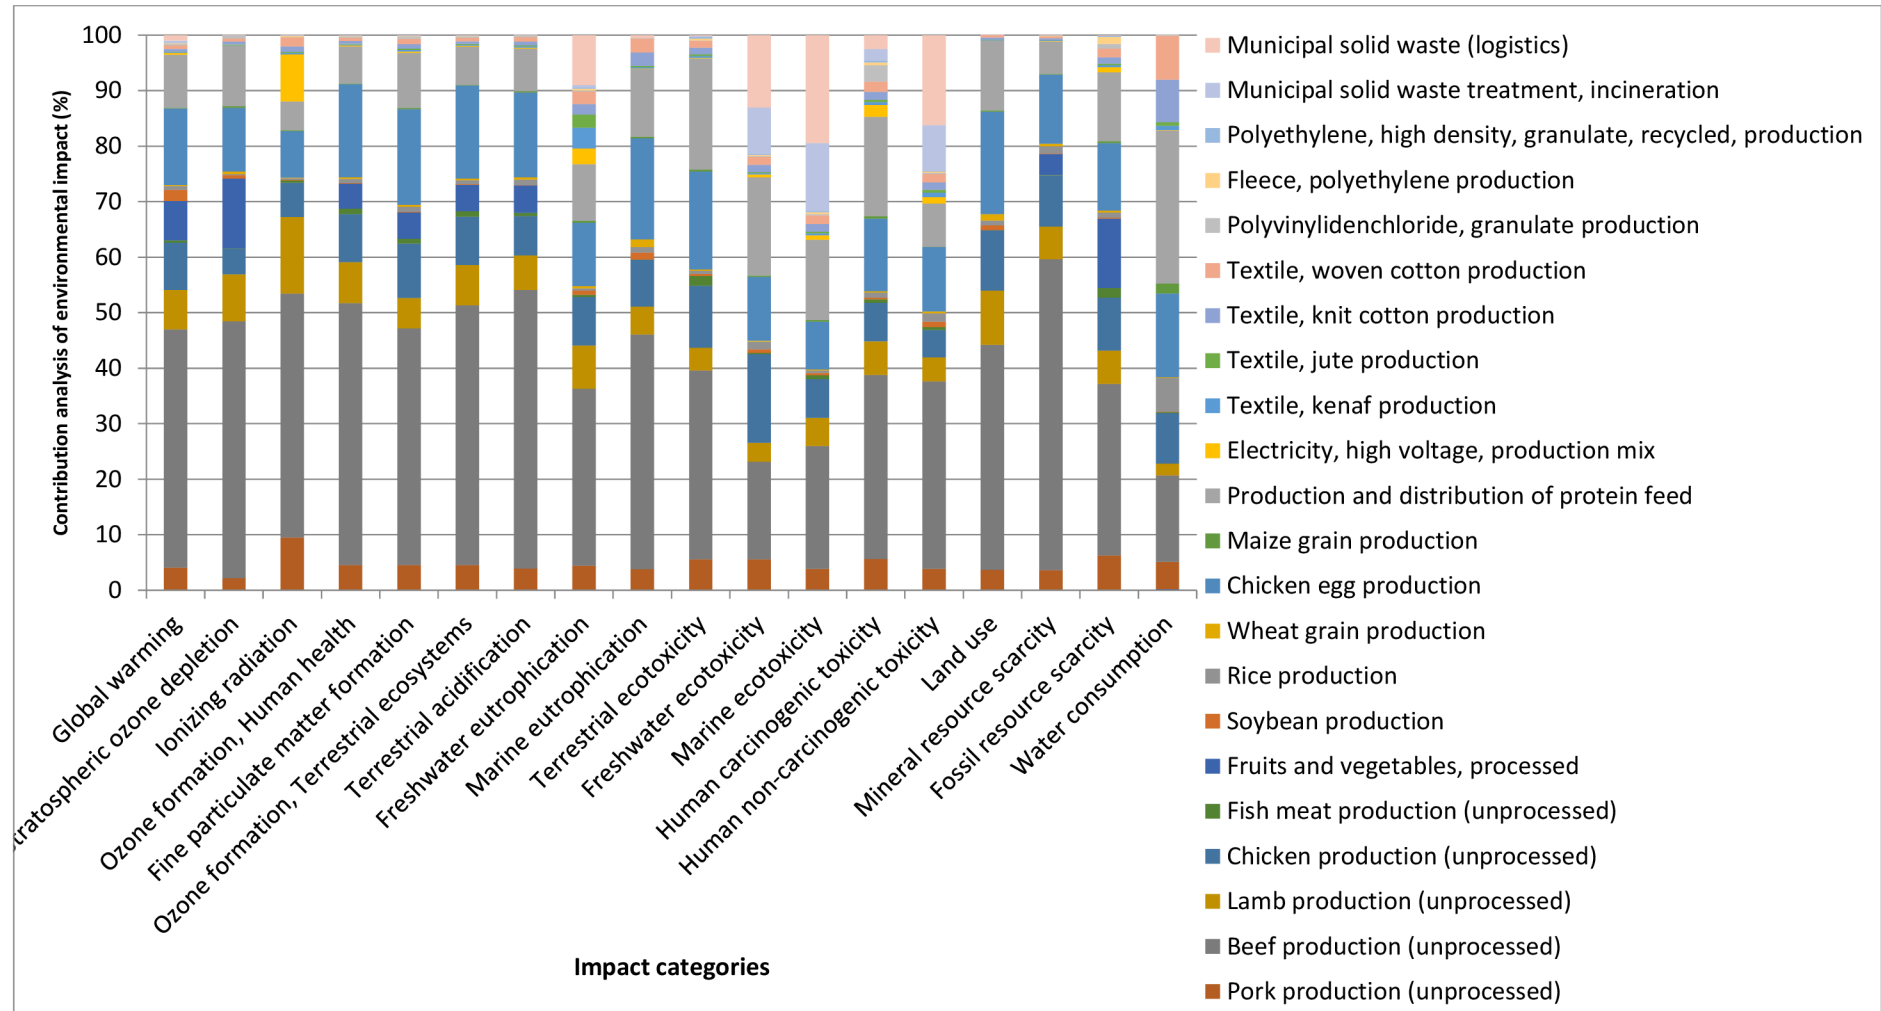 Contribution analysis of environmental impact (%)
100
90
80
70
60
50
40
30
20
10
0
Global warming
tratospheric ozone depletion
Ionizing radiation
Ozone formation, Human health
Fine particulate matter formation
Ozone formation, Terrestrial ecosystems
Terrestrial acidification
Freshwater eutrophication
Marine eutrophication
Terrestrial ecotoxicity
Freshwater ecotoxicity
Marine ecotoxicity
Human carcinogenic toxicity
Human non-carcinogenic toxicity
Land use
Mineral resource scarcity
Fossil resource scarcity
Water consumption
Impact categories
Municipal solid waste (logistics)
Municipal solid waste treatment, incineration
Polyethylene, high density, granulate, recycled, production
Fleece, polyethylene production
Polyvinylidenchloride, granulate production
Textile, woven cotton production
Textile, knit cotton production
Textile, jute production
Textile, kenaf production
Electricity, high voltage, production mix
Production and distribution of protein feed
Maize grain production
Chicken egg production
Wheat grain production
Rice production
Soybean production
Fruits and vegetables, processed
Fish meat production (unprocessed)
Chicken production (unprocessed)
Lamb production (unprocessed)
Beef production (unprocessed)
Pork production (unprocessed)